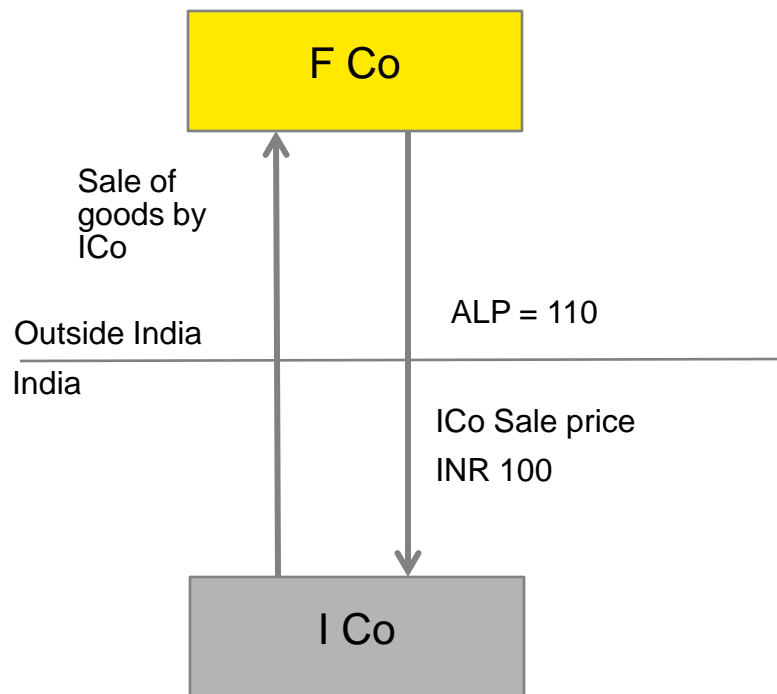 F Co
Sale of
goods by
ICo
ALP = 110
Outside India
India
ICo Sale price
INR 100
I Co